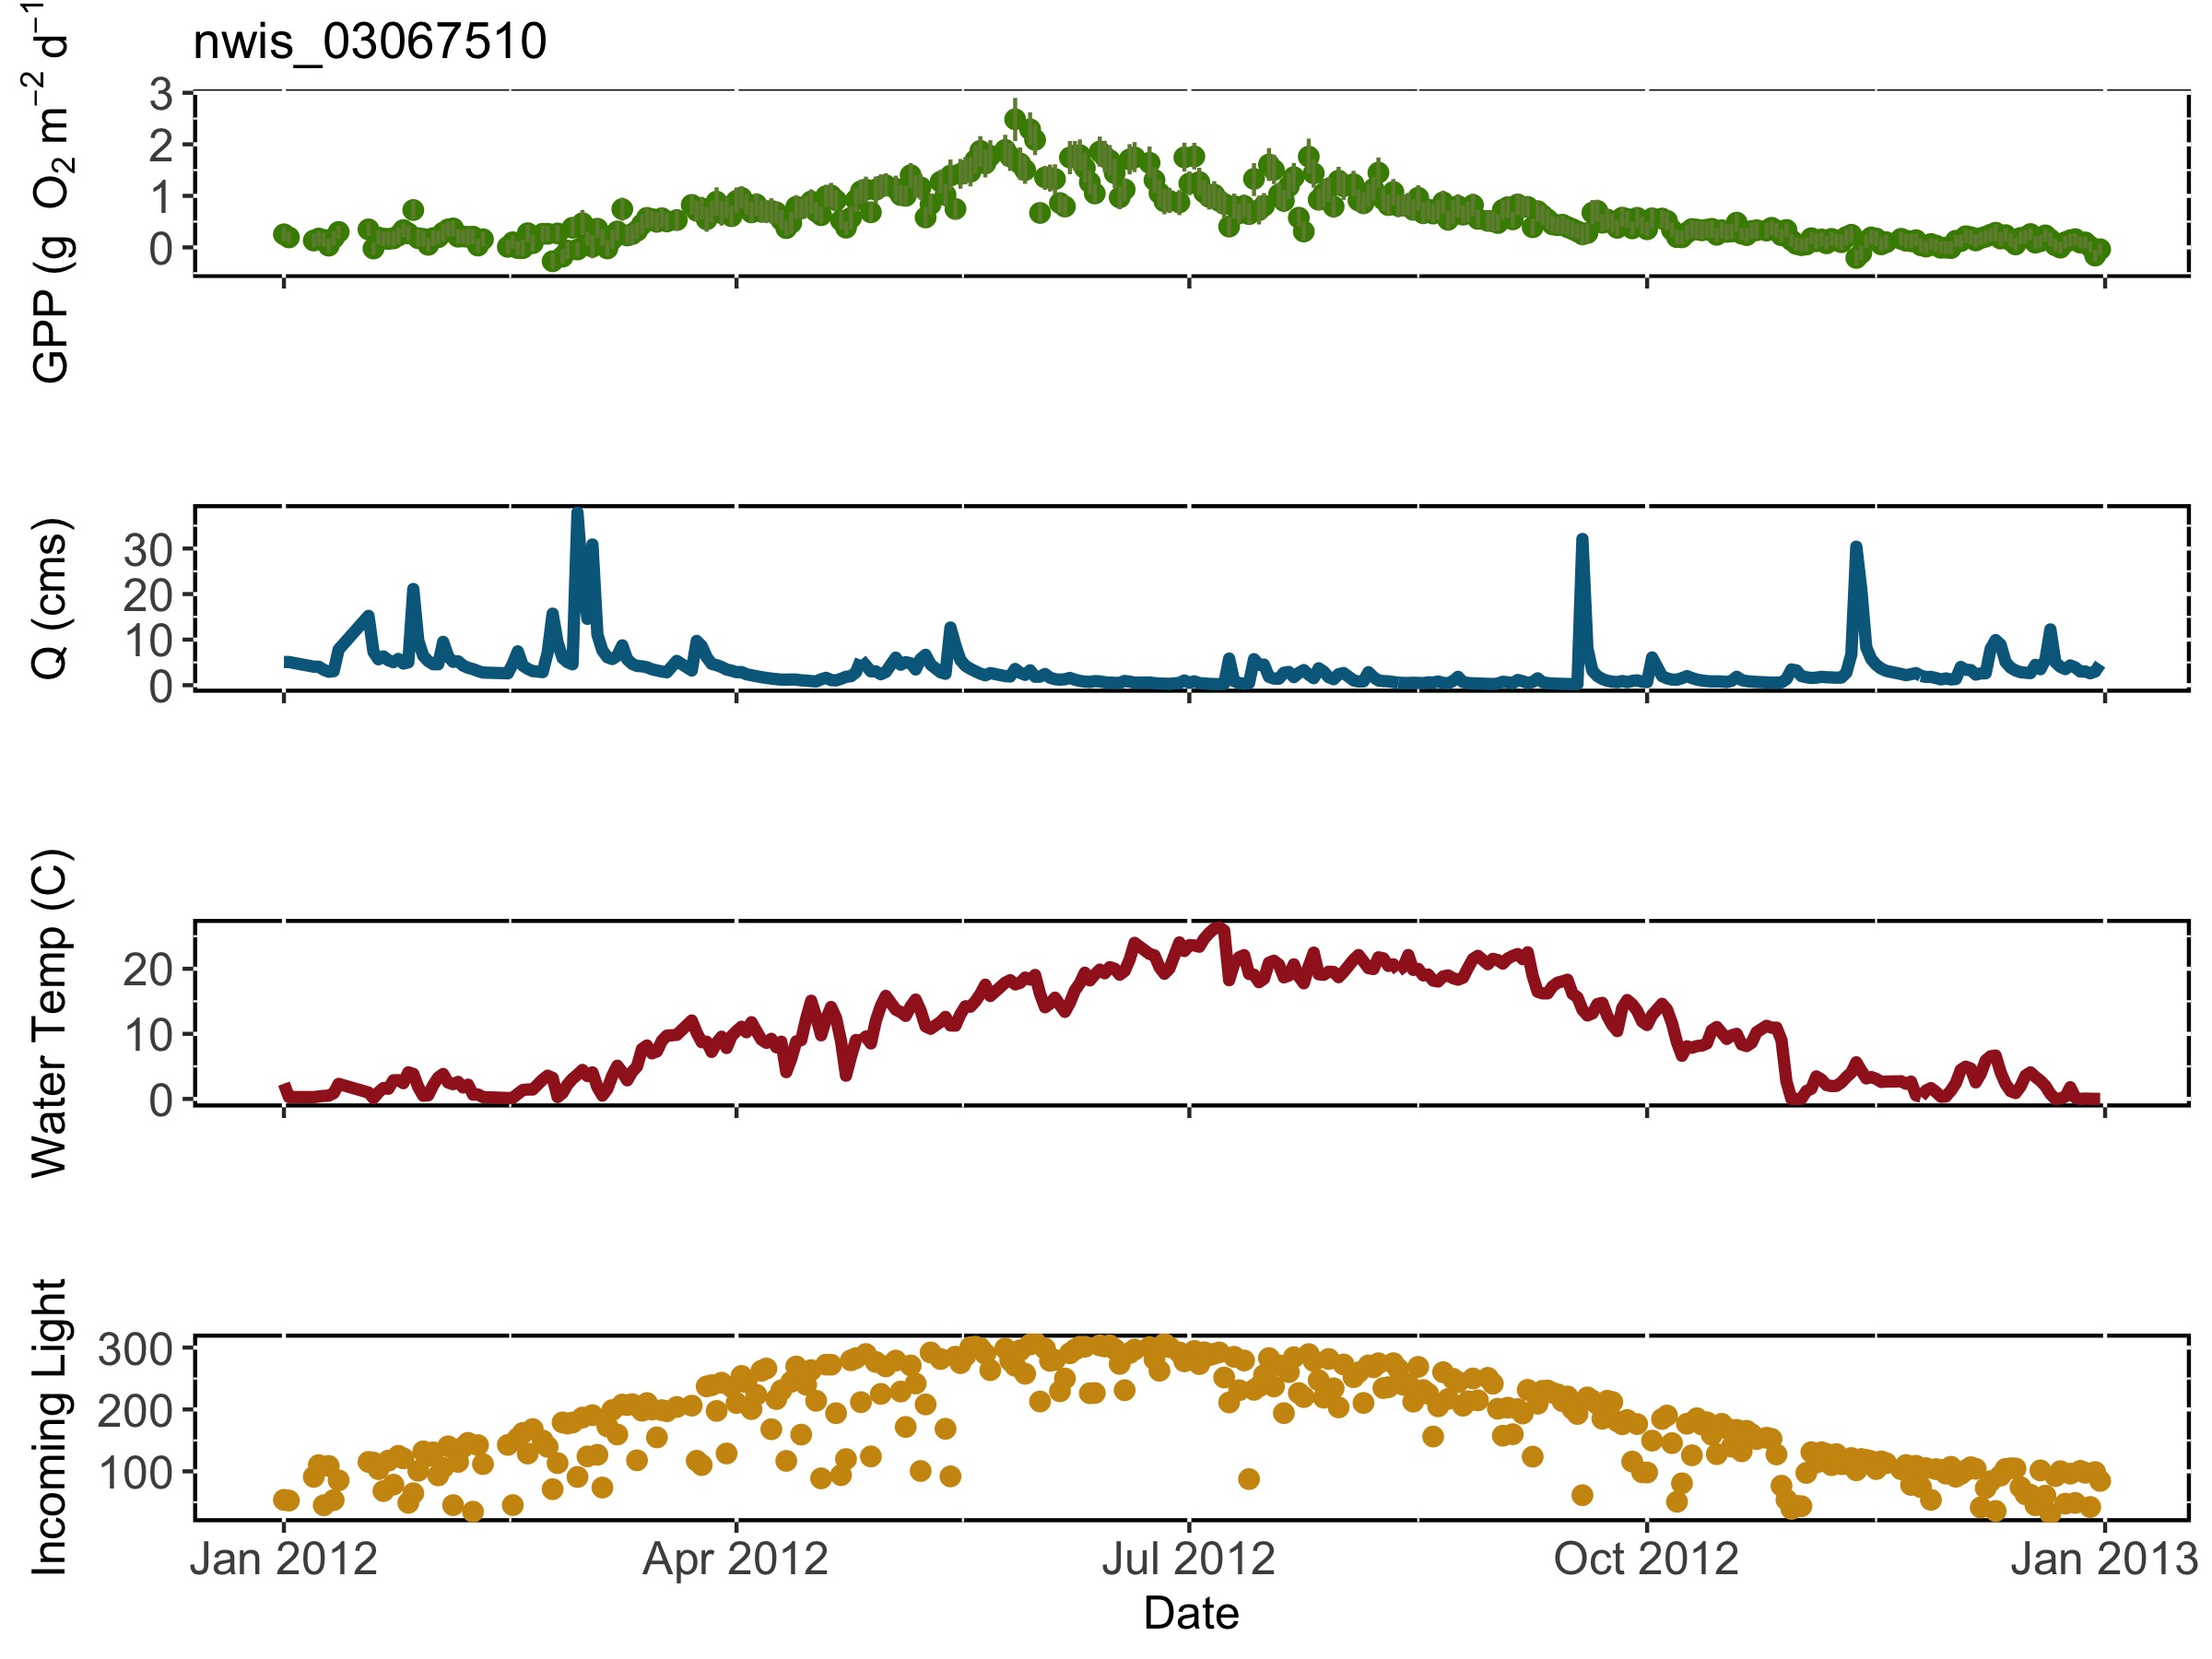 nwis_03067510
GPP (g O₂ m⁻² d⁻¹
3
2
1
0
Q (cms)
30
20
10
0
Water Temp (C)
20
10
0
Incoming Light
300
200
100
Jan 2012 Apr 2012 Jul 2012 Oct 2012 Jan 2013
Date